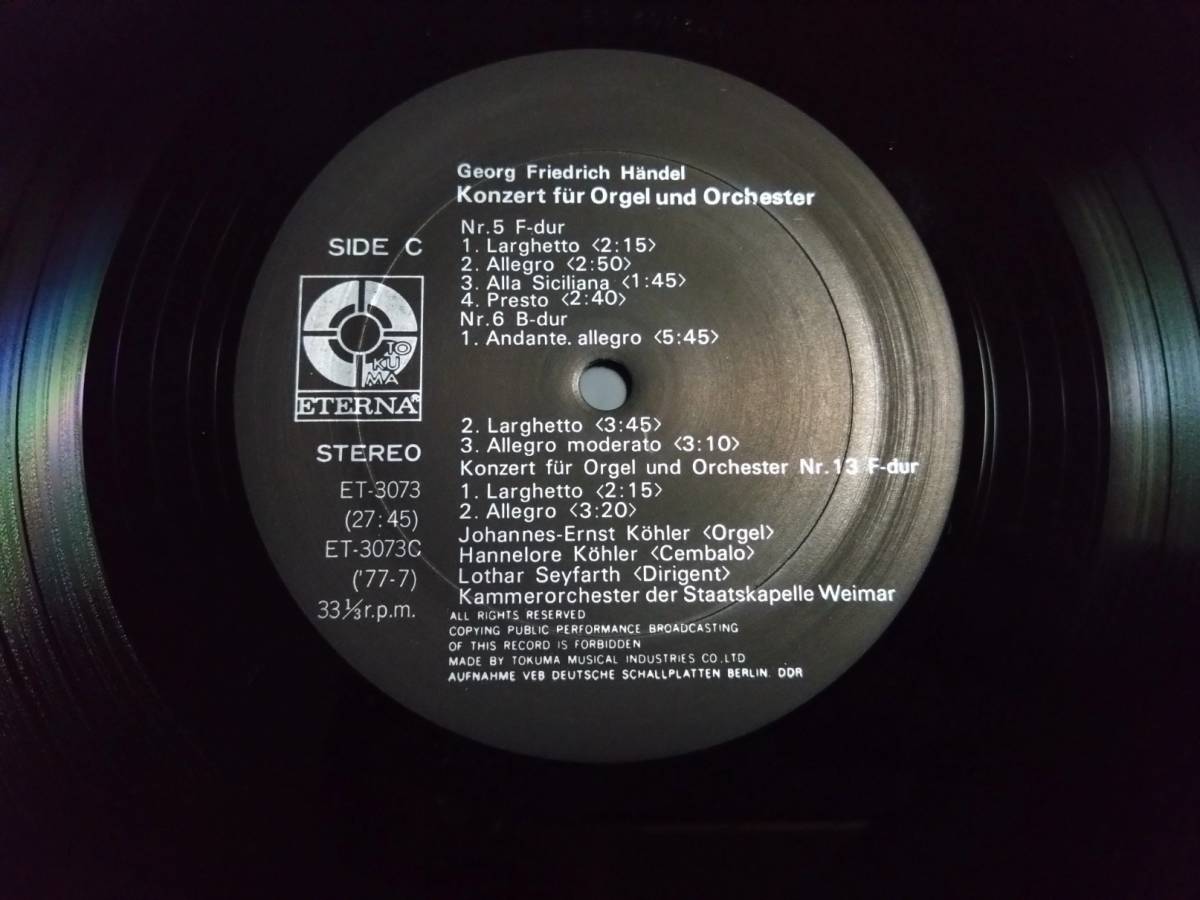 Georg Friedrich Händel
Konzert für Orgel und Orchester
Nr.5 F-dur
1. Larghetto <2:15>
2. Allegro <2:50>
3. Alla Siciliana <1:45>
4. Presto <2:40>
Nr.6 B-dur
1. Andante. allegro <5:45>
2. Larghetto <3:45>
3. Allegro moderato <3:10>
Konzert für Orgel und Orchester Nr.13 F-dur
1. Larghetto <2:15>
2. Allegro <3:20>
Johannes-Ernst Köhler <Orgel>
Hannelore Köhler <Cembalo>
Lothar Seyfarth <Dirigent>
Kammerorchester der Staatskapelle Weimar
ALL RIGHTS RESERVED
COPYING PUBLIC PERFORMANCE BROADCASTING
OF THIS RECORD IS FORBIDDEN
MADE BY TOKUMA MUSICAL INDUSTRIES CO.,LTD
AUFNAHME VEB DEUTSCHE SCHALLPLATTEN BERLIN. DDR
SIDE C
TO
KU
MA
ETERNA®
STEREO
ET-3073
(27:45)
ET-3073C
('77-7)
33⅓r.p.m.